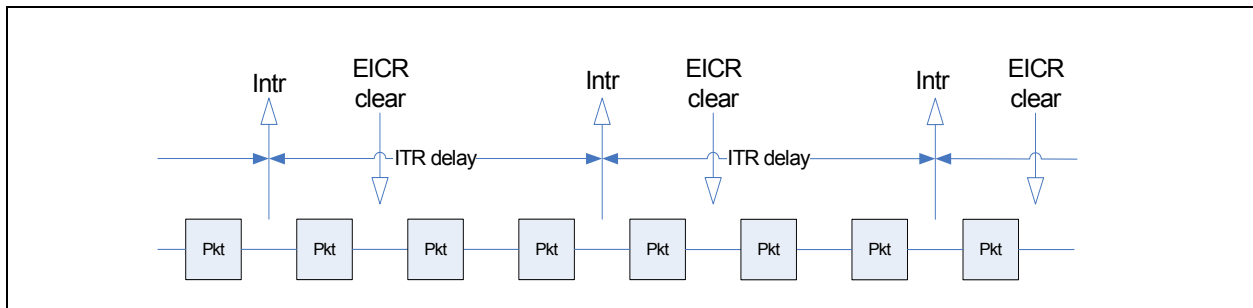 Intr
EICR
clear
Intr
EICR
clear
Intr
EICR
clear
ITR delay
ITR delay
Pkt
Pkt
Pkt
Pkt
Pkt
Pkt
Pkt
Pkt